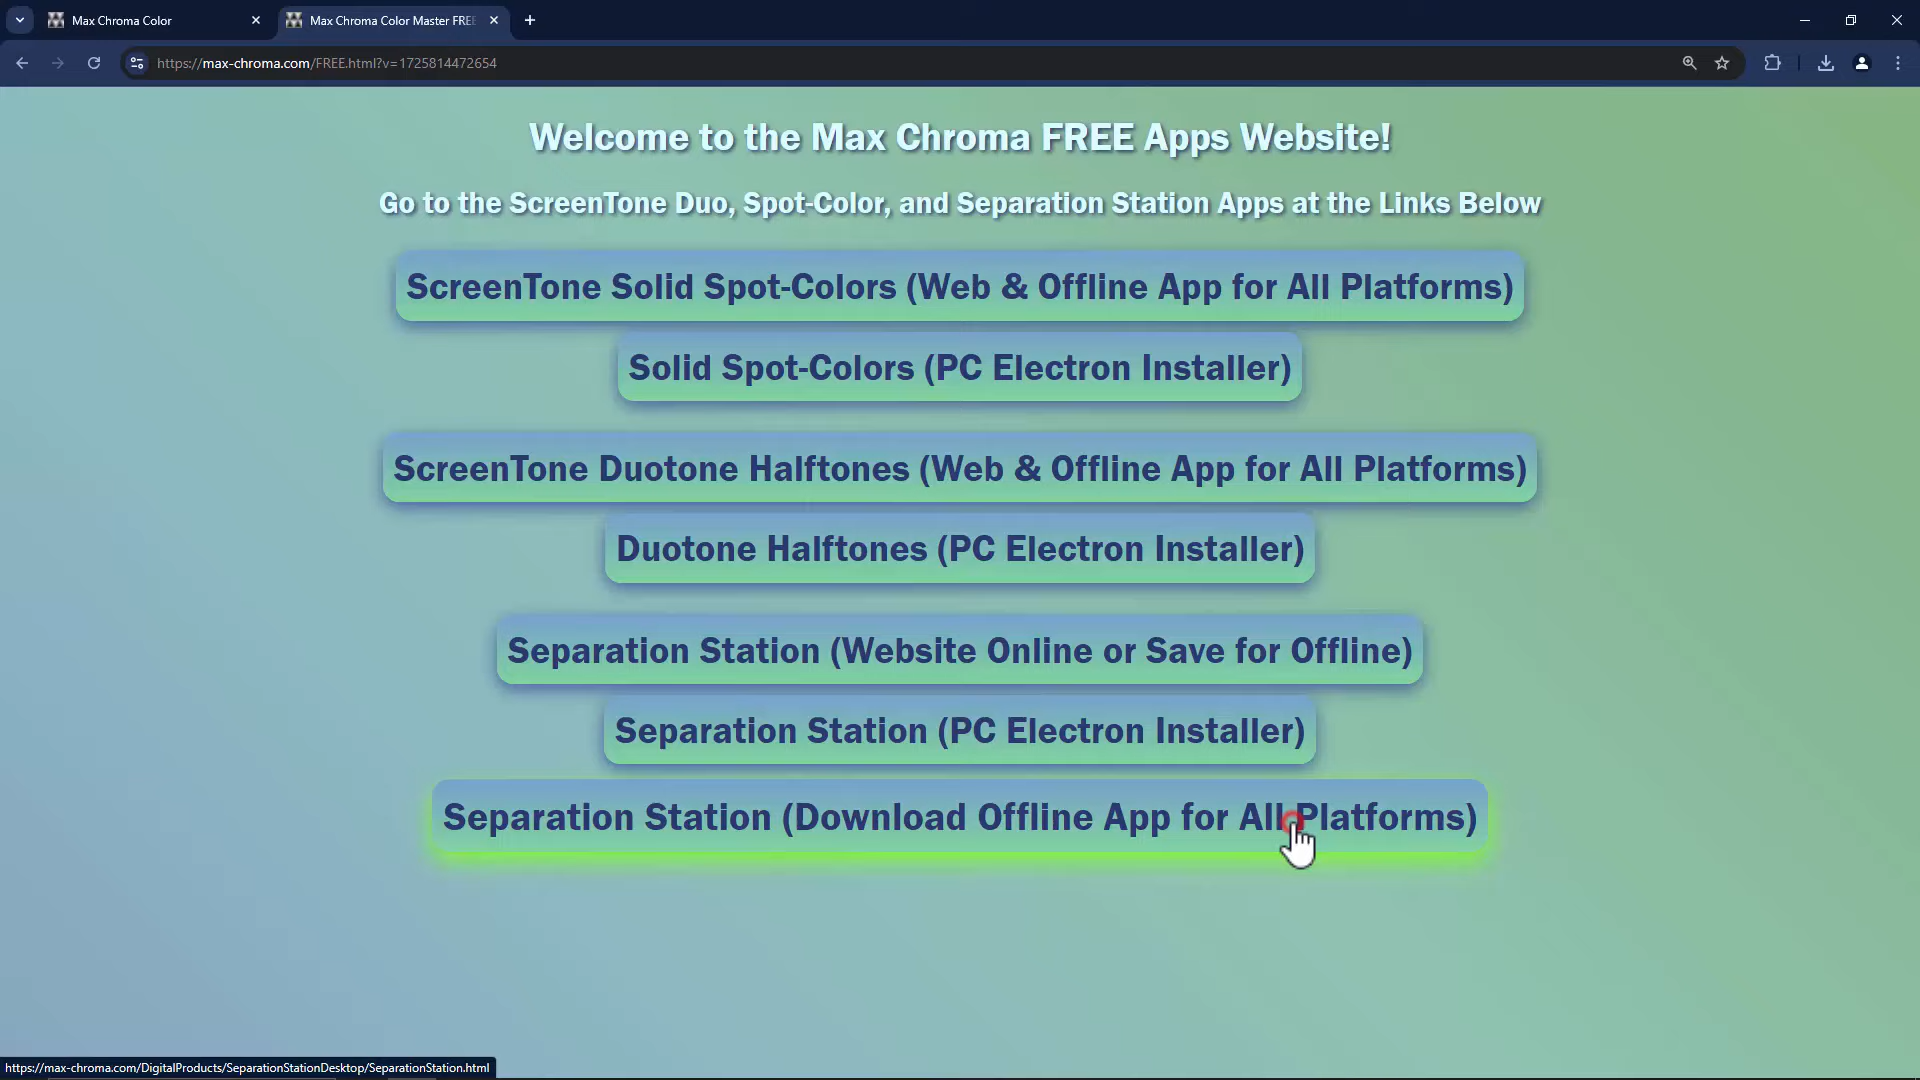 Max Chroma Color
Max Chroma Color Master FREE
https://max-chroma.com/FREE.html?v=1725814472654
Welcome to the Max Chroma FREE Apps Website!
Go to the ScreenTone Duo, Spot-Color, and Separation Station Apps at the Links Below
ScreenTone Solid Spot-Colors (Web & Offline App for All Platforms)
Solid Spot-Colors (PC Electron Installer)
ScreenTone Duotone Halftones (Web & Offline App for All Platforms)
Duotone Halftones (PC Electron Installer)
Separation Station (Website Online or Save for Offline)
Separation Station (PC Electron Installer)
Separation Station (Download Offline App for All Platforms)
https://max-chroma.com/DigitalProducts/SeparationStationDesktop/SeparationStation.html